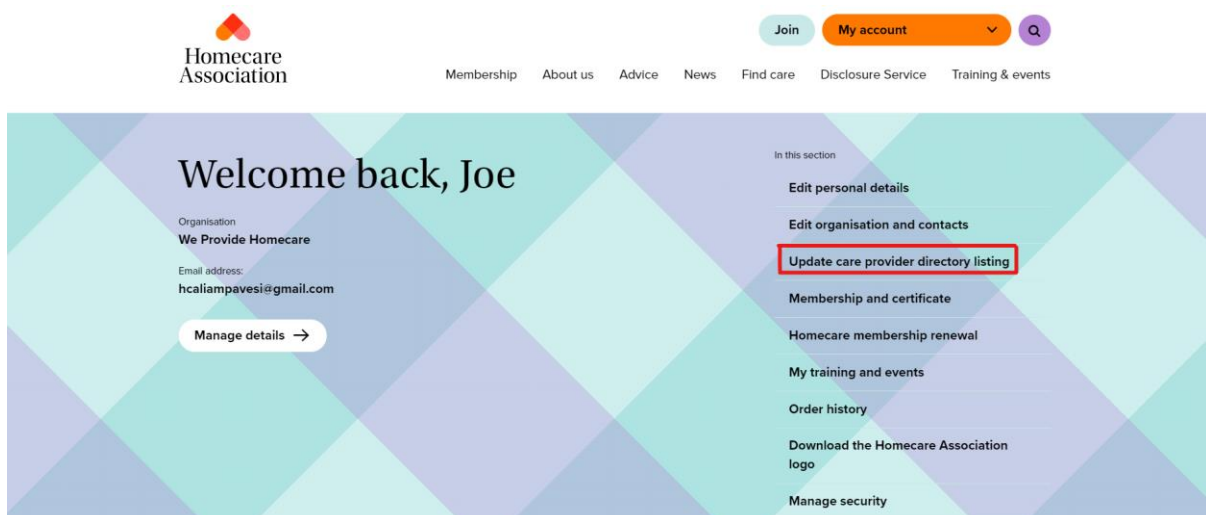 Homecare
Association
Join
My account
Membership
About us
Advice
News
Find care
Disclosure Service
Training & events
Welcome back, Joe
Organisation
We Provide Homecare
Email address:
hcaliampavesi@gmail.com
Manage details →
In this section
Edit personal details
Edit organisation and contacts
Update care provider directory listing
Membership and certificate
Homecare membership renewal
My training and events
Order history
Download the Homecare Association
logo
Manage security